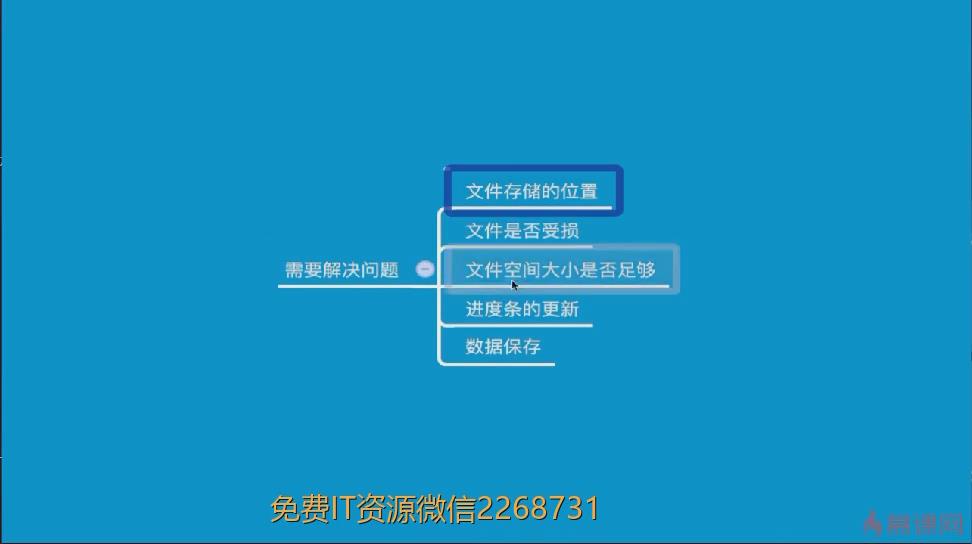 文件存储的位置
文件是否受损
需要解决问题
文件空间大小是否足够
进度条的更新
数据保存
免费IT资源微信2268731
慕课网